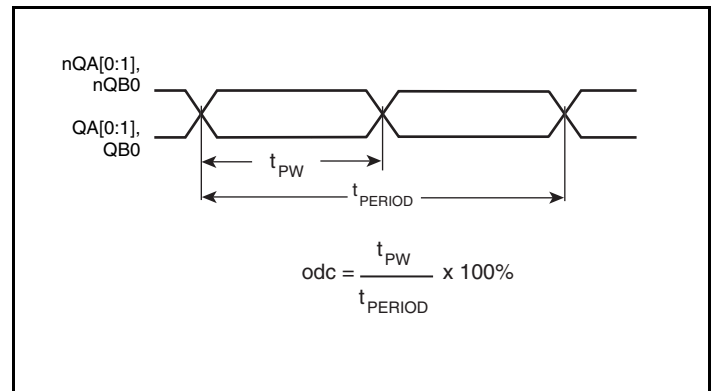 nQA[0:1],
nQB0
QA[0:1],
QB0
tPW
tPERIOD
odc = tPW / tPERIOD x 100%